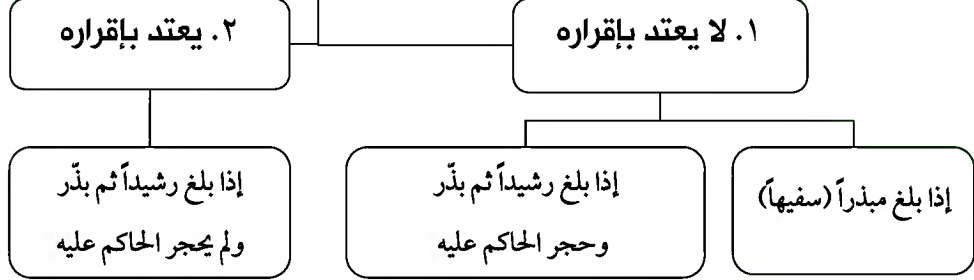 ١. لا يعتد بإقراره
٢. يعتد بإقراره
إذا بلغ مبذراً (سفيهاً)
إذا بلغ رشيداً ثم بذّر
وحجر الحاكم عليه
إذا بلغ رشيداً ثم بذّر
ولم يحجر الحاكم عليه